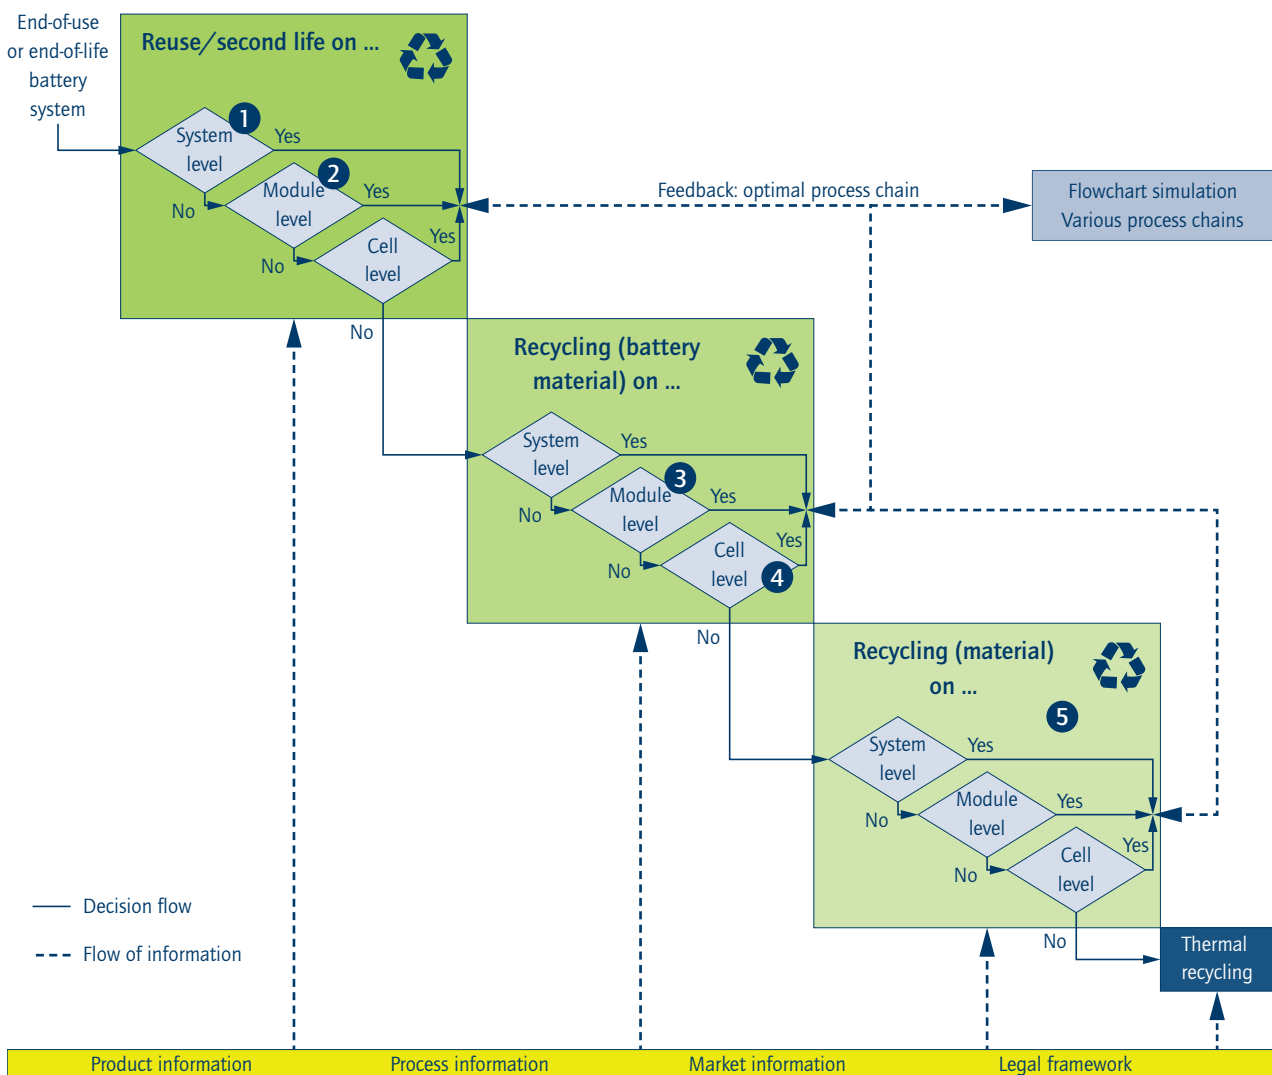 End-of-use
or end-of-life
battery
system
Reuse/second life on ...
System
level
1
Yes
No
Module
level
2
Yes
No
Cell
level
Yes
No
Feedback: optimal process chain
Flowchart simulation
Various process chains
Recycling (battery
material) on ...
System
level
Yes
No
Module
level
3
Yes
No
Cell
level
4
Yes
No
Recycling (material)
on ...
5
System
level
Yes
No
Module
level
Yes
No
Cell
level
Yes
No
Thermal
recycling
Decision flow
Flow of information
Product information
Process information
Market information
Legal framework